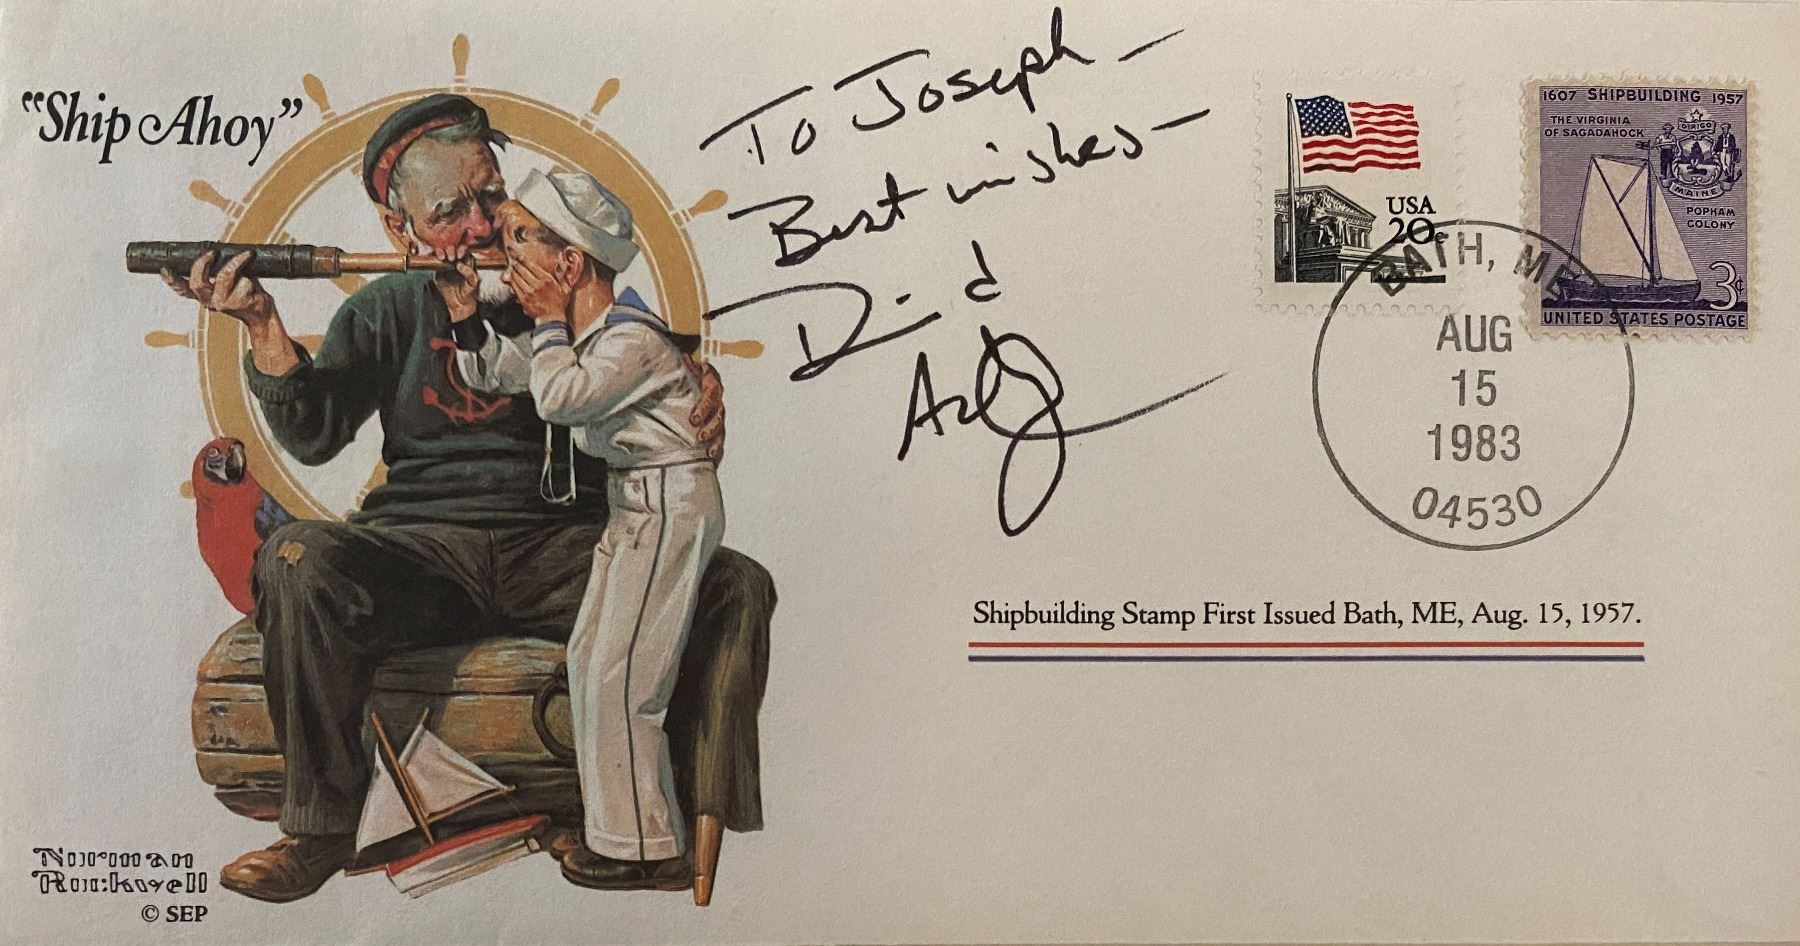 “Ship Ahoy”
To Joseph —
Best wishes —
David
1607 SHIPBUILDING 1957
THE VIRGINIA
OF SAGADAHOCK
DIRIGO
MAINE
POPHAM
COLONY
3¢
UNITED STATES POSTAGE
USA
20c
BATH, ME
AUG
15
1983
04530
Shipbuilding Stamp First Issued Bath, ME, Aug. 15, 1957.
Norman
Rockwell
© SEP